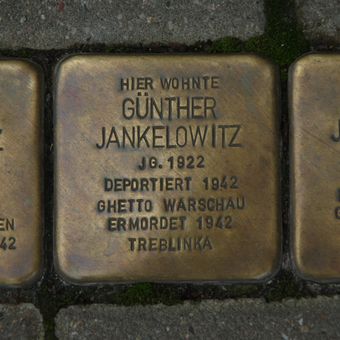 HIER WOHNTE
GÜNTHER
JANKELOWITZ
JG. 1922
DEPORTIERT 1942
GHETTO WARSCHAU
ERMORDET 1942
TREBLINKA